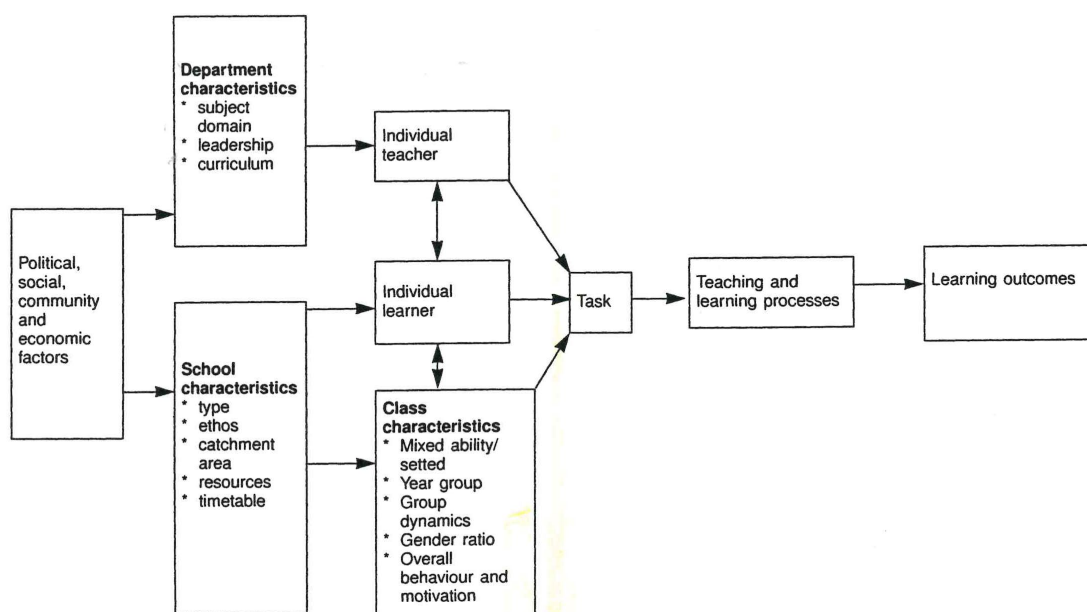 Political,
social,
community
and
economic
factors
Department
characteristics
* subject
domain
* leadership
* curriculum
School
characteristics
* type
* ethos
* catchment
area
* resources
* timetable
Individual
teacher
Individual
learner
Class
characteristics
* Mixed ability/
setted
* Year group
* Group
dynamics
* Gender ratio
* Overall
behaviour and
motivation
Task
Teaching and
learning processes
Learning outcomes